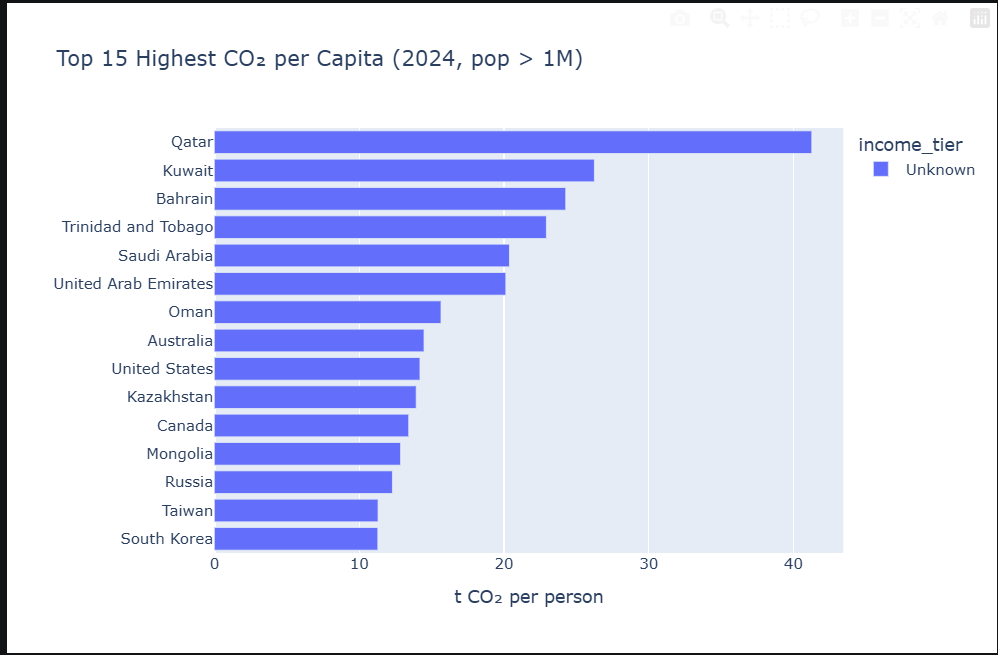 Top 15 Highest CO₂ per Capita (2024, pop > 1M)
income_tier
Unknown
Qatar
Kuwait
Bahrain
Trinidad and Tobago
Saudi Arabia
United Arab Emirates
Oman
Australia
United States
Kazakhstan
Canada
Mongolia
Russia
Taiwan
South Korea
0 10 20 30 40
t CO₂ per person